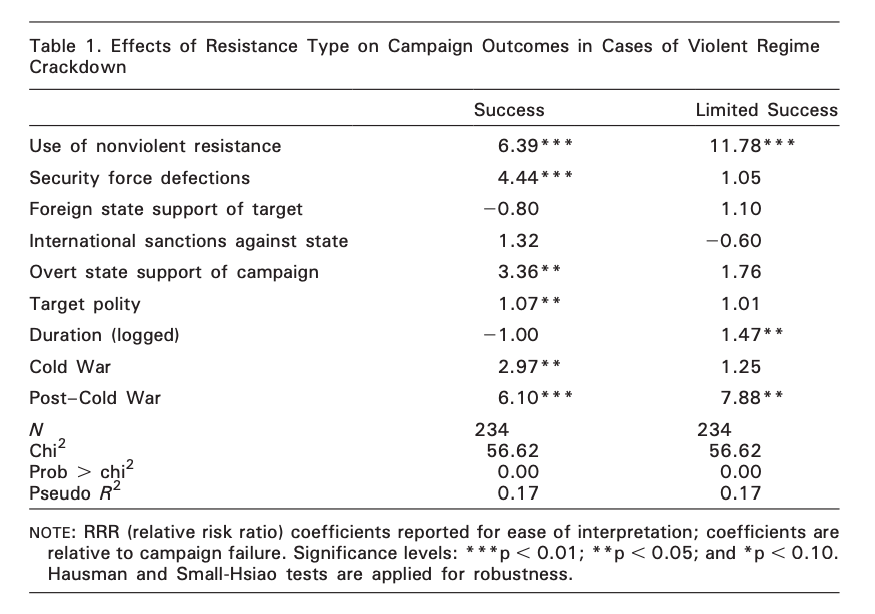 Table 1. Effects of Resistance Type on Campaign Outcomes in Cases of Violent Regime
Crackdown
Success Limited Success
Use of nonviolent resistance 6.39*** 11.78***
Security force defections 4.44*** 1.05
Foreign state support of target −0.80 1.10
International sanctions against state 1.32 −0.60
Overt state support of campaign 3.36** 1.76
Target polity 1.07** 1.01
Duration (logged) −1.00 1.47**
Cold War 2.97** 1.25
Post–Cold War 6.10*** 7.88**
N 234 234
Chi² 56.62 56.62
Prob > chi² 0.00 0.00
Pseudo R² 0.17 0.17
NOTE: RRR (relative risk ratio) coefficients reported for ease of interpretation; coefficients are
relative to campaign failure. Significance levels: ***p < 0.01; **p < 0.05; and *p < 0.10.
Hausman and Small-Hsiao tests are applied for robustness.